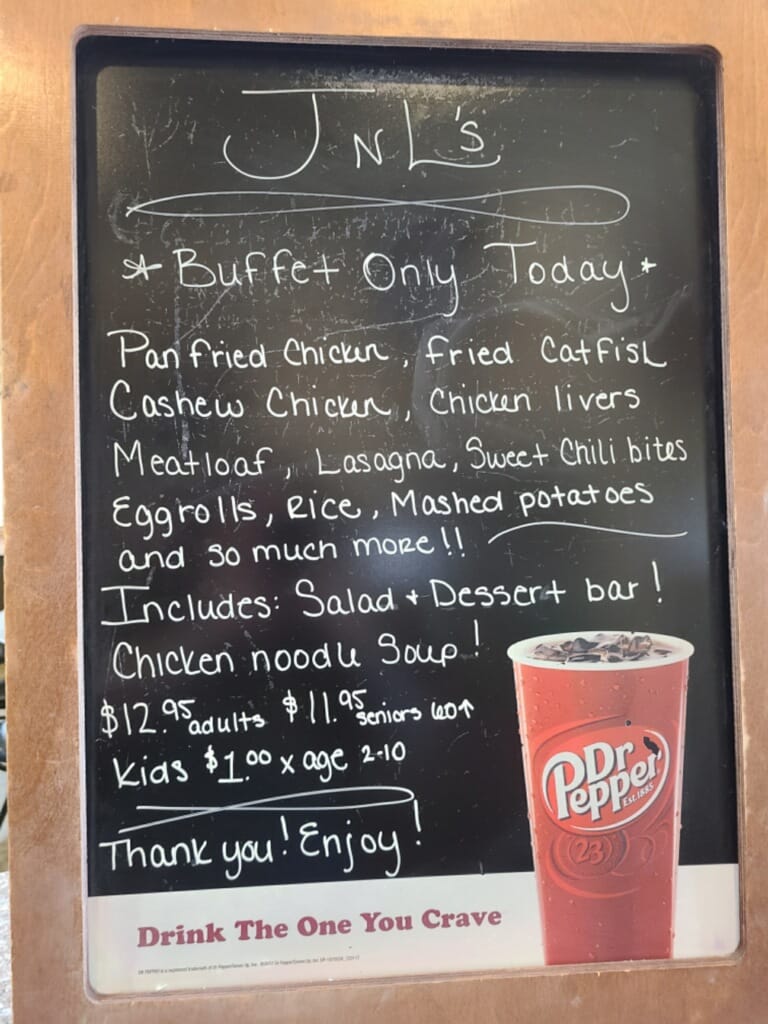 J n L's
* Buffet Only Today *
Pan fried Chicken, fried Catfish
Cashew Chicken, Chicken livers
Meatloaf, Lasagna, Sweet Chili bites
Eggrolls, Rice, Mashed potatoes
and so much more!!
Includes: Salad + Dessert bar!
Chicken noodle Soup!
$12.95 adults $11.95 seniors 60↑
Kids $1.00 x age 2-10
Thank you! Enjoy!
Dr Pepper
Est. 1885
23
Drink The One You Crave